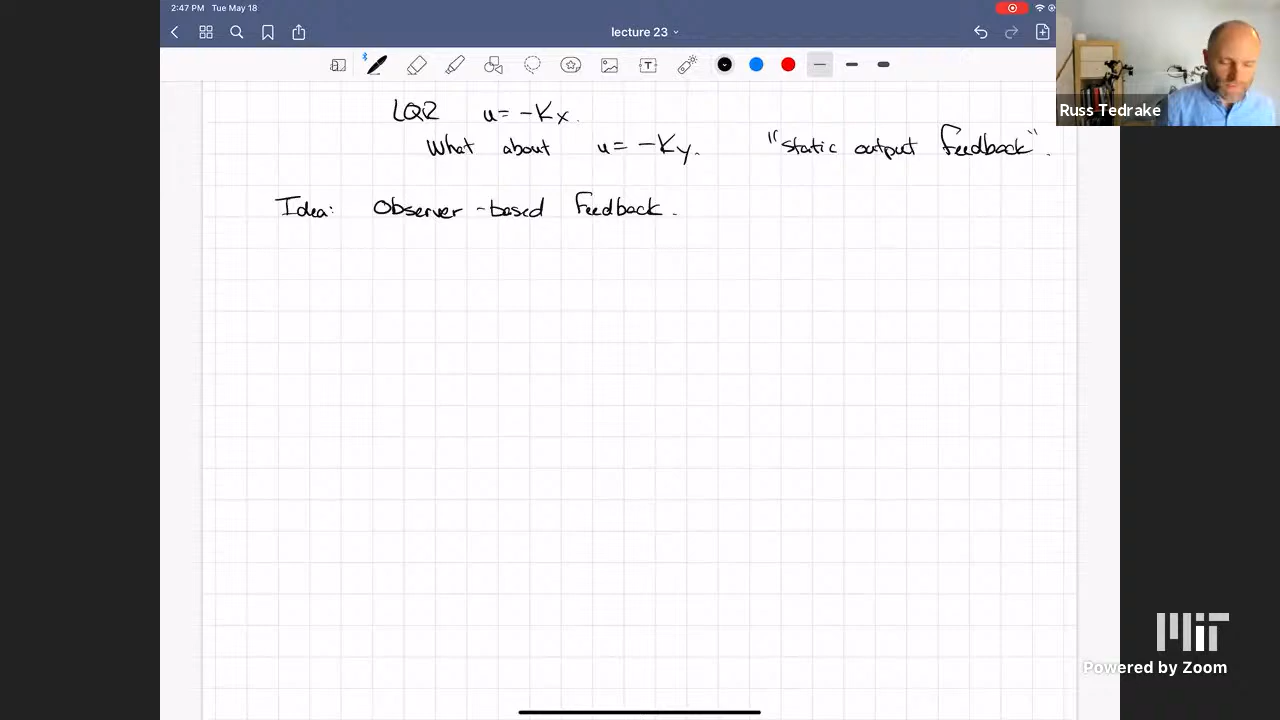 2:47 PM Tue May 18
lecture 23
T
Russ Tedrake
LQR u = -Kx.
What about u = -Ky. "static output feedback".
Idea: Observer-based feedback.
MIT
Powered by Zoom